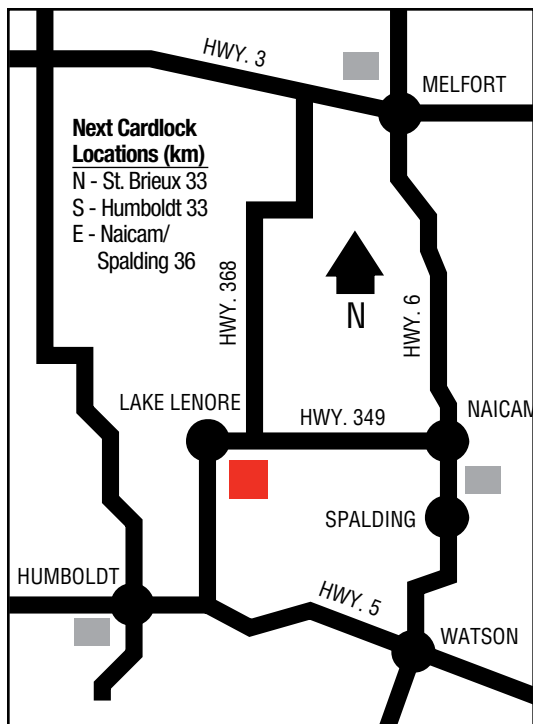 HWY. 3
MELFORT
Next Cardlock
Locations (km)
N - St. Brieux 33
S - Humboldt 33
E - Naicam/
Spalding 36
HWY. 368
N
HWY. 6
LAKE LENORE
HWY. 349
NAICAM
SPALDING
HUMBOLDT
HWY. 5
WATSON